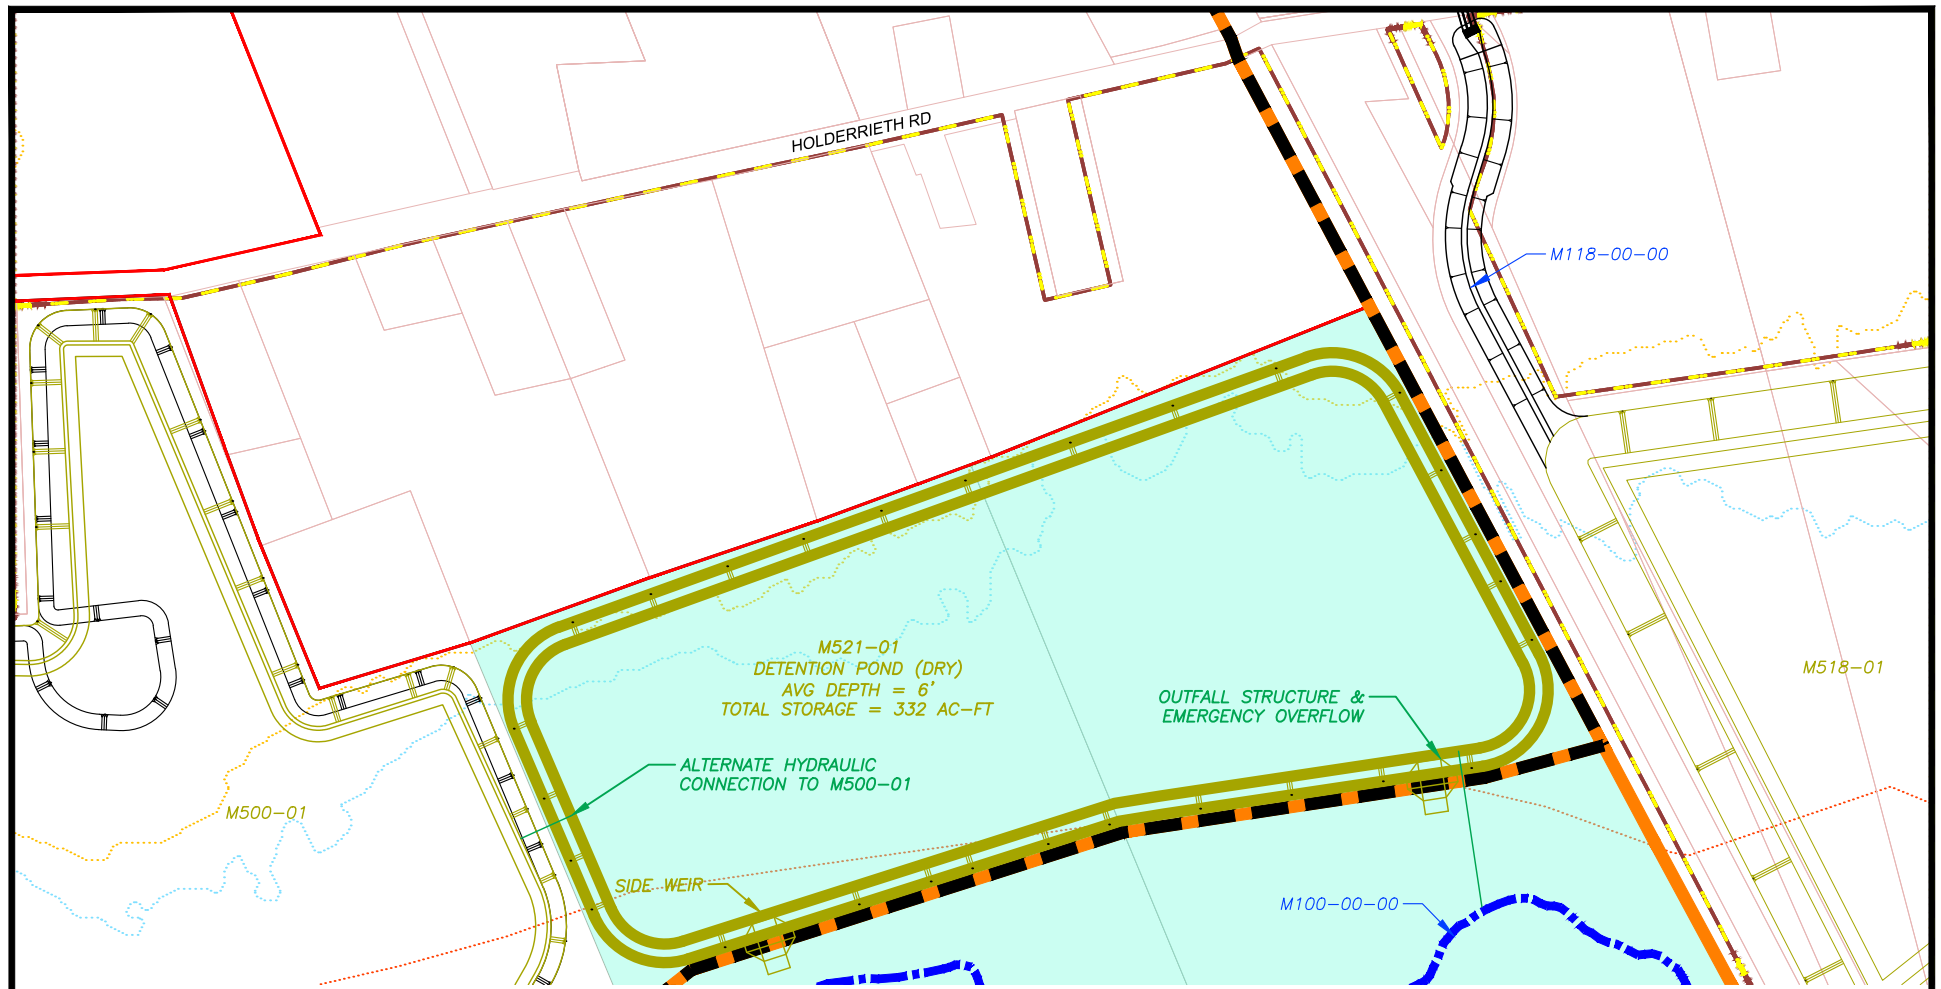 HOLDERRIETH RD
M118-00-00
M521-01
DETENTION POND (DRY)
AVG DEPTH = 6'
TOTAL STORAGE = 332 AC-FT
OUTFALL STRUCTURE &
EMERGENCY OVERFLOW
M518-01
ALTERNATE HYDRAULIC
CONNECTION TO M500-01
M500-01
SIDE WEIR
M100-00-00